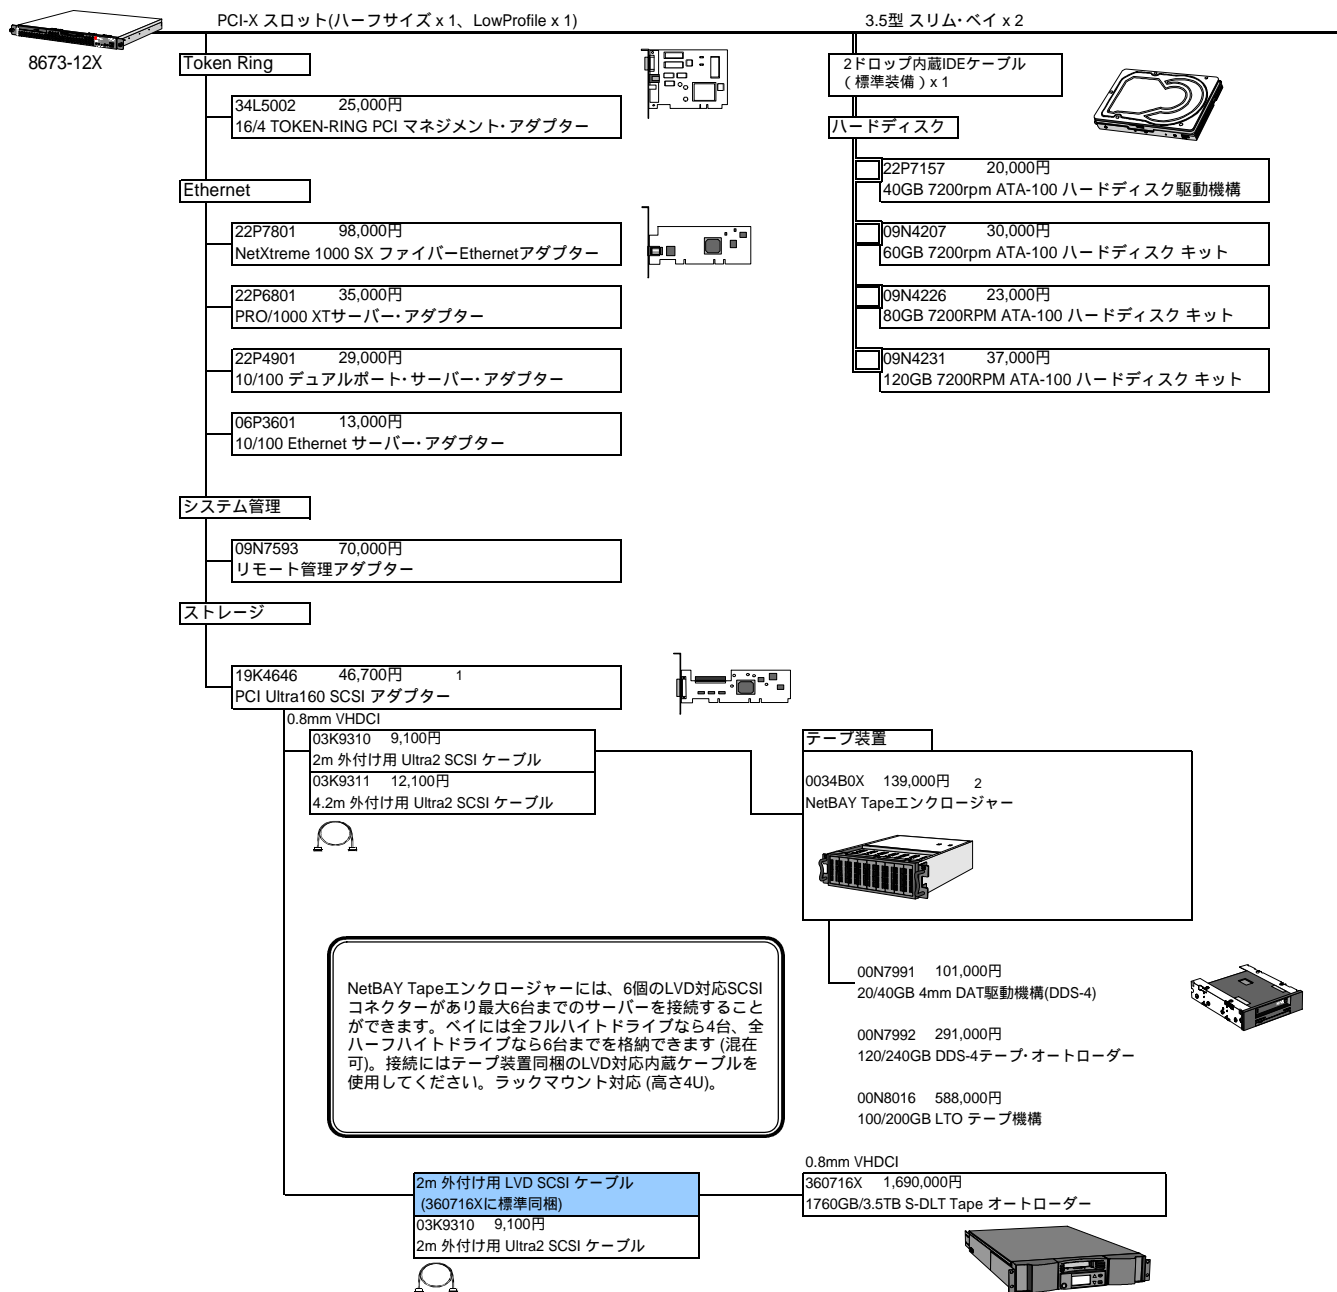 PCI-X スロット(ハーフサイズ x 1、LowProfile x 1)
3.5型 スリム・ベイ x 2
8673-12X
Token Ring
34L5002 25,000円
16/4 TOKEN-RING PCI マネジメント・アダプター
Ethernet
22P7801 98,000円
NetXtreme 1000 SX ファイバーEthernetアダプター
22P6801 35,000円
PRO/1000 XTサーバー・アダプター
22P4901 29,000円
10/100 デュアルポート・サーバー・アダプター
06P3601 13,000円
10/100 Ethernet サーバー・アダプター
システム管理
09N7593 70,000円
リモート管理アダプター
ストレージ
19K4646 46,700円 1
PCI Ultra160 SCSI アダプター
0.8mm VHDCI
03K9310 9,100円
2m 外付け用 Ultra2 SCSI ケーブル
03K9311 12,100円
4.2m 外付け用 Ultra2 SCSI ケーブル
2ドロップ内蔵IDEケーブル
(標準装備) x 1
ハードディスク
22P7157 20,000円
40GB 7200rpm ATA-100 ハードディスク駆動機構
09N4207 30,000円
60GB 7200rpm ATA-100 ハードディスク キット
09N4226 23,000円
80GB 7200RPM ATA-100 ハードディスク キット
09N4231 37,000円
120GB 7200RPM ATA-100 ハードディスク キット
テープ装置
0034B0X 139,000円 2
NetBAY Tapeエンクロージャー
NetBAY Tapeエンクロージャーには、6個のLVD対応SCSI
コネクターがあり最大6台までのサーバーを接続すること
ができます。ベイには全フルハイトドライブなら4台、全
ハーフハイトドライブなら6台までを格納できます (混在
可)。接続にはテープ装置同梱のLVD対応内蔵ケーブルを
使用してください。ラックマウント対応 (高さ4U)。
00N7991 101,000円
20/40GB 4mm DAT駆動機構(DDS-4)
00N7992 291,000円
120/240GB DDS-4テープ・オートローダー
00N8016 588,000円
100/200GB LTO テープ機構
2m 外付け用 LVD SCSI ケーブル
(360716Xに標準同梱)
03K9310 9,100円
2m 外付け用 Ultra2 SCSI ケーブル
0.8mm VHDCI
360716X 1,690,000円
1760GB/3.5TB S-DLT Tape オートローダー